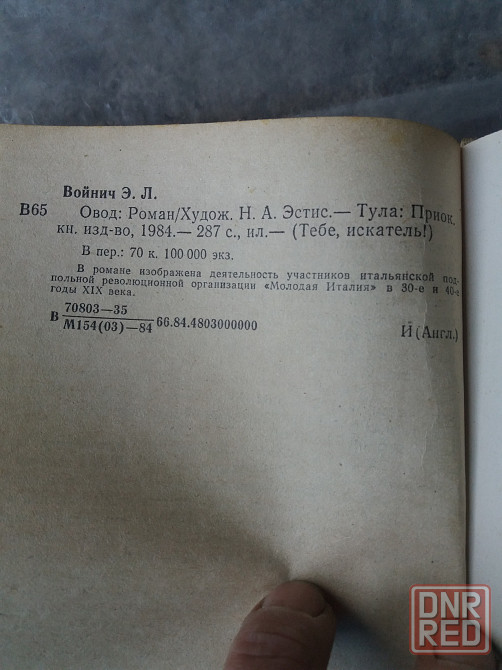 Войнич Э. Л.
В65 Овод: Роман/Худож. Н. А. Эстис.— Тула: Приок.
кн. изд-во, 1984.— 287 с., ил.— (Тебе, искатель!)
В пер.: 70 к. 100 000 экз.
В романе изображена деятельность участников итальянской под-
польной революционной организации «Молодая Италия» в 30-е и 40-е
годы XIX века.
В 70803—35
М154(03)—84 66.84.4803000000
И(Англ.)
DNR
RED